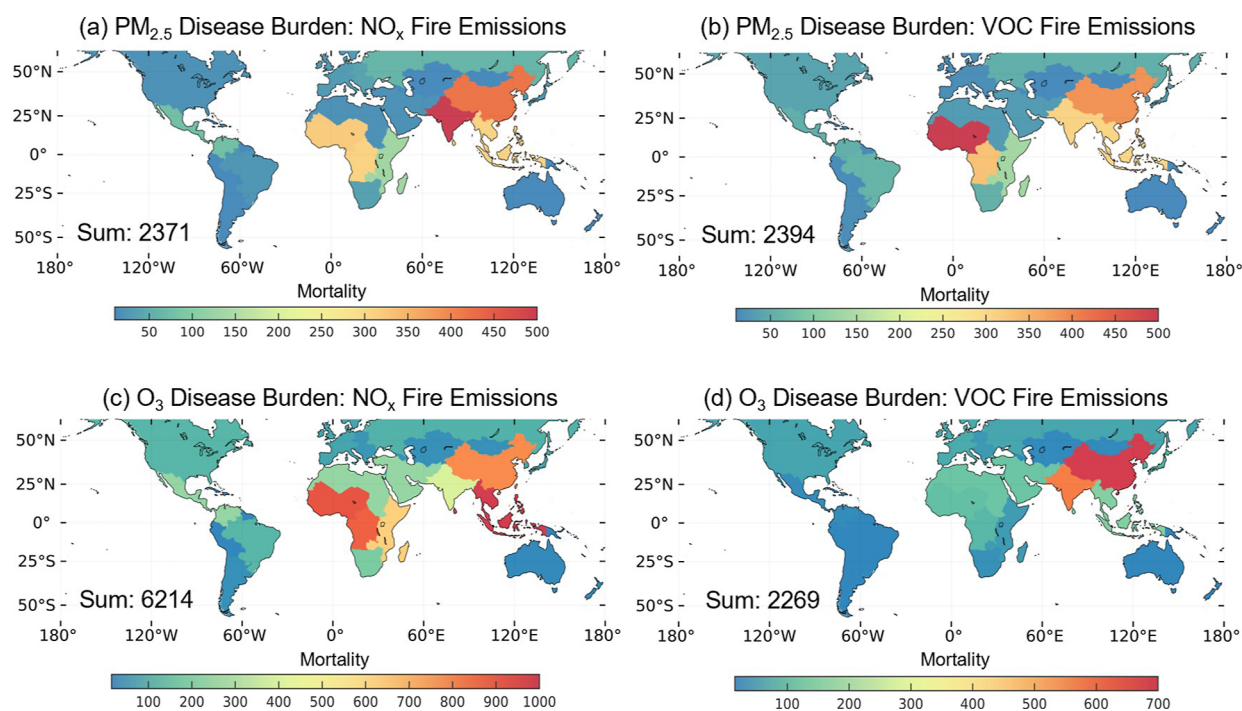 (a) PM2.5 Disease Burden: NOx Fire Emissions
50°N
25°N
0°
25°S
50°S
Sum: 2371
180° 120°W 60°W 0° 60°E 120°E 180°
Mortality
50 100 150 200 250 300 350 400 450 500
(b) PM2.5 Disease Burden: VOC Fire Emissions
50°N
25°N
0°
25°S
50°S
Sum: 2394
180° 120°W 60°W 0° 60°E 120°E 180°
Mortality
50 100 150 200 250 300 350 400 450 500
(c) O3 Disease Burden: NOx Fire Emissions
50°N
25°N
0°
25°S
50°S
Sum: 6214
180° 120°W 60°W 0° 60°E 120°E 180°
Mortality
100 200 300 400 500 600 700 800 900 1000
(d) O3 Disease Burden: VOC Fire Emissions
50°N
25°N
0°
25°S
50°S
Sum: 2269
180° 120°W 60°W 0° 60°E 120°E 180°
Mortality
100 200 300 400 500 600 700